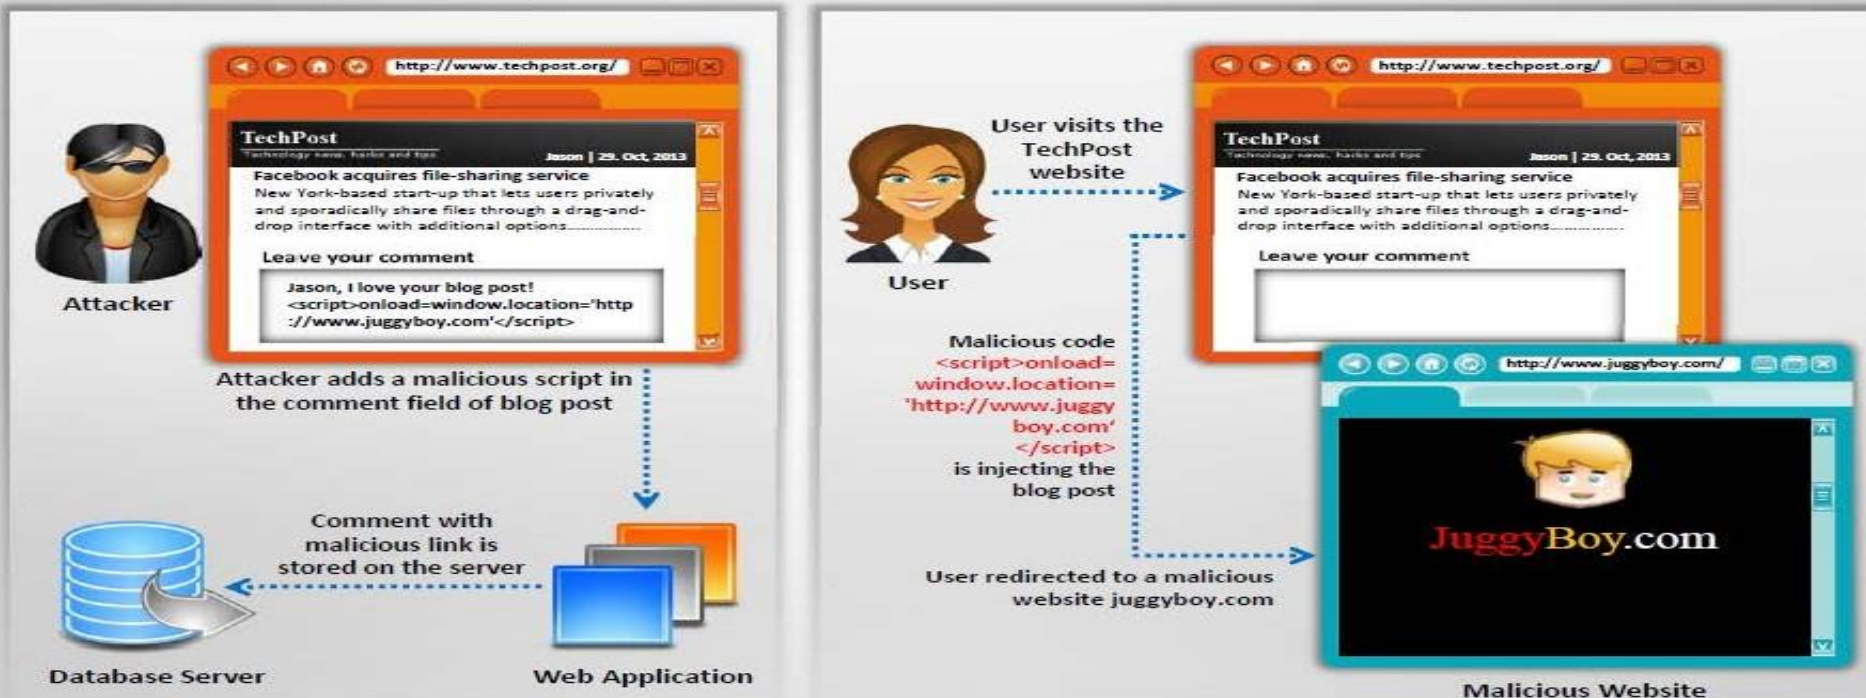 http://www.techpost.org/
TechPost
Technology news, hacks and tips
Jason | 29. Oct, 2013
Facebook acquires file-sharing service
New York-based start-up that lets users privately
and sporadically share files through a drag-and-
drop interface with additional options................
Leave your comment
Jason, I love your blog post!
<script>onload=window.location='http
://www.juggyboy.com'</script>
Attacker
Attacker adds a malicious script in
the comment field of blog post
Comment with
malicious link is
stored on the server
Database Server
Web Application
User visits the
TechPost
website
User
http://www.techpost.org/
TechPost
Technology news, hacks and tips
Jason | 29. Oct, 2013
Facebook acquires file-sharing service
New York-based start-up that lets users privately
and sporadically share files through a drag-and-
drop interface with additional options................
Leave your comment
Malicious code
<script>onload=
window.location=
'http://www.juggy
boy.com'
</script>
is injecting the
blog post
User redirected to a malicious
website juggyboy.com
http://www.juggyboy.com/
JuggyBoy.com
Malicious Website